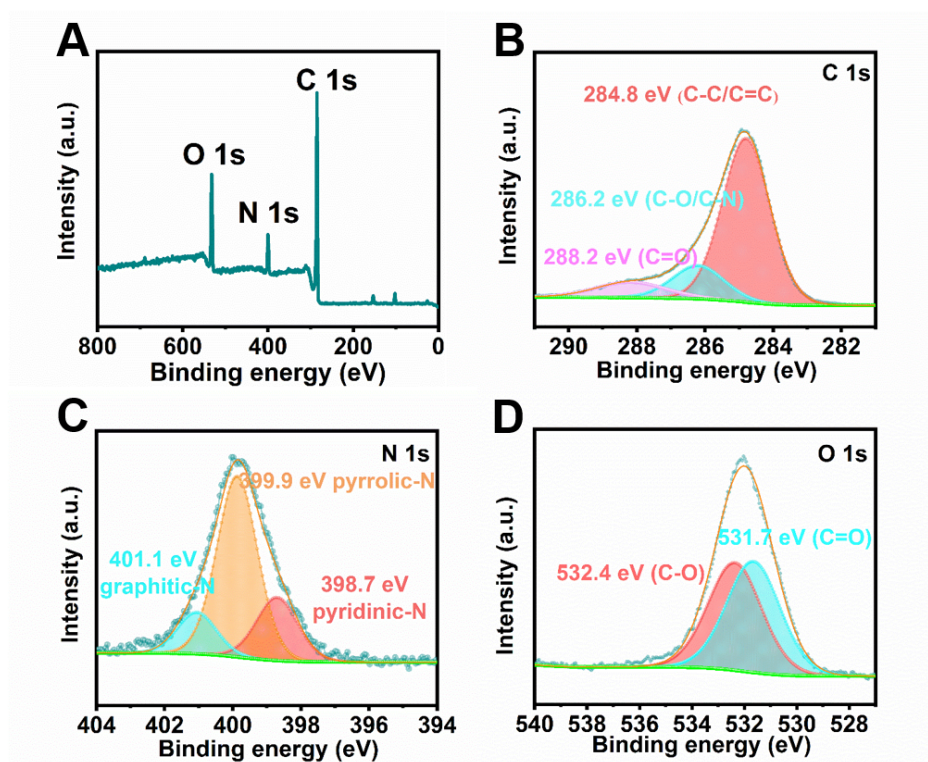 A
C 1s
O 1s
N 1s
Intensity (a.u.)
800 600 400 200 0
Binding energy (eV)
B
C 1s
284.8 eV (C-C/C=C)
286.2 eV (C-O/C-N)
288.2 eV (C=O)
Intensity (a.u.)
290 288 286 284 282
Binding energy (eV)
C
N 1s
399.9 eV pyrrolic-N
401.1 eV
graphitic-N
398.7 eV
pyridinic-N
Intensity (a.u.)
404 402 400 398 396 394
Binding energy (eV)
D
O 1s
531.7 eV (C=O)
532.4 eV (C-O)
Intensity (a.u.)
540 538 536 534 532 530 528
Binding energy (eV)